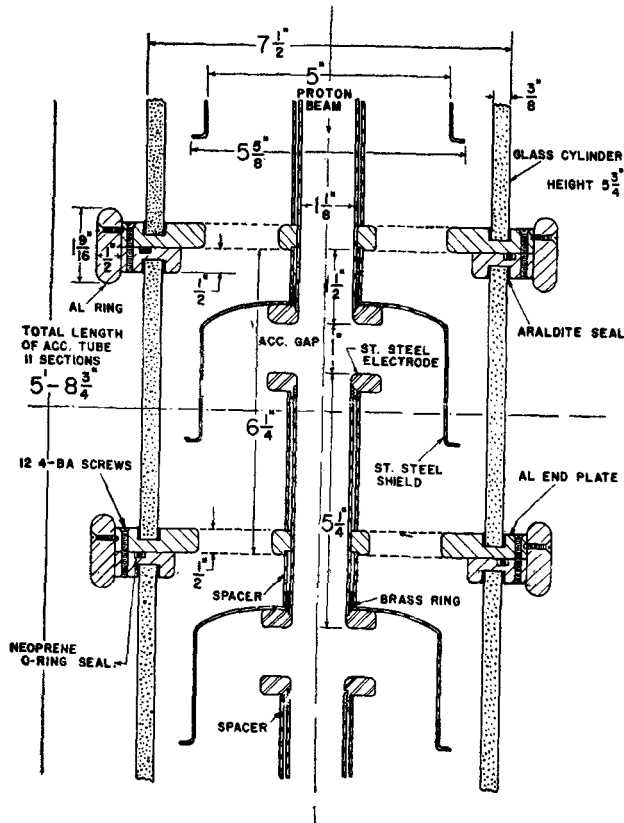 7 1/2"
5"
PROTON
BEAM
3/8"
5 5/8"
GLASS CYLINDER
HEIGHT 5 3/4"
1 1/8"
1 9/16"
1/2"
1/2"
1 1/2"
AL RING
ARALDITE SEAL
TOTAL LENGTH
OF ACC. TUBE
11 SECTIONS
5'- 8 3/4"
ACC. GAP
1"
ST. STEEL
ELECTRODE
6 1/4"
12 4-BA SCREWS
ST. STEEL
SHIELD
AL END PLATE
5 1/4"
1/2"
SPACER
BRASS RING
NEOPRENE
O-RING SEAL.
SPACER